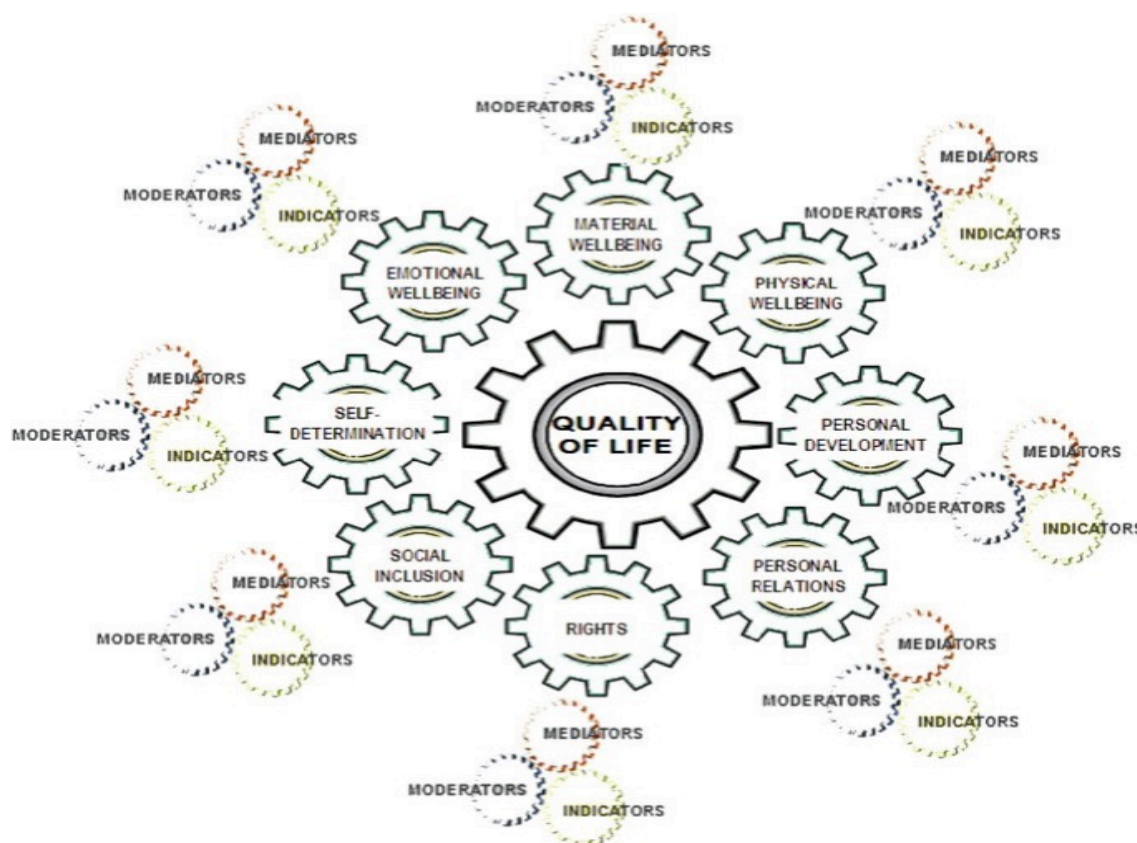 MEDIATORS
MODERATORS
INDICATORS
MEDIATORS
MODERATORS
INDICATORS
MEDIATORS
MODERATORS
INDICATORS
MATERIAL
WELLBEING
EMOTIONAL
WELLBEING
PHYSICAL
WELLBEING
MEDIATORS
MODERATORS
INDICATORS
SELF-
DETERMINATION
QUALITY
OF LIFE
PERSONAL
DEVELOPMENT
MEDIATORS
MODERATORS
INDICATORS
SOCIAL
INCLUSION
PERSONAL
RELATIONS
RIGHTS
MEDIATORS
MODERATORS
INDICATORS
MEDIATORS
MODERATORS
INDICATORS
MEDIATORS
MODERATORS
INDICATORS